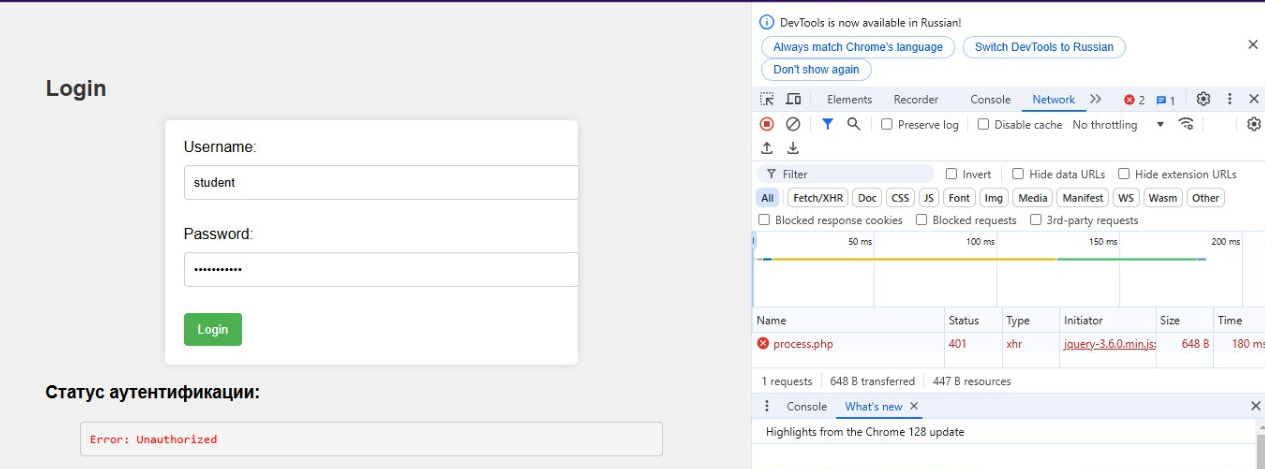 Login
Username:
student
Password:
•••••••••••
Login
Статус аутентификации:
Error: Unauthorized
DevTools is now available in Russian!
Always match Chrome's language
Switch DevTools to Russian
Don't show again
Elements Recorder Console Network 2 1
Preserve log Disable cache No throttling
Filter Invert Hide data URLs Hide extension URLs
All Fetch/XHR Doc CSS JS Font Img Media Manifest WS Wasm Other
Blocked response cookies Blocked requests 3rd-party requests
50 ms 100 ms 150 ms 200 ms
Name Status Type Initiator Size Time
process.php 401 xhr jquery-3.6.0.min.js: 648 B 180 ms
1 requests 648 B transferred 447 B resources
Console What's new
Highlights from the Chrome 128 update